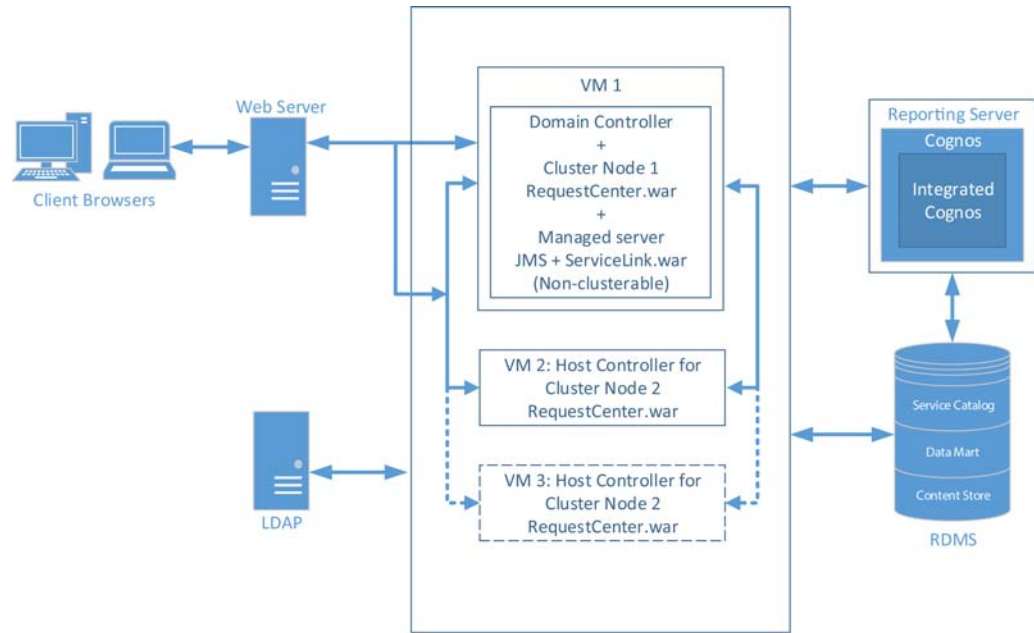 Client Browsers
Web Server
LDAP
VM 1
Domain Controller
+
Cluster Node 1
RequestCenter.war
+
Managed server
JMS + ServiceLink.war
(Non-clusterable)
VM 2: Host Controller for
Cluster Node 2
RequestCenter.war
VM 3: Host Controller for
Cluster Node 2
RequestCenter.war
Reporting Server
Cognos
Integrated
Cognos
Service Catalog
Data Mart
Content Store
RDMS